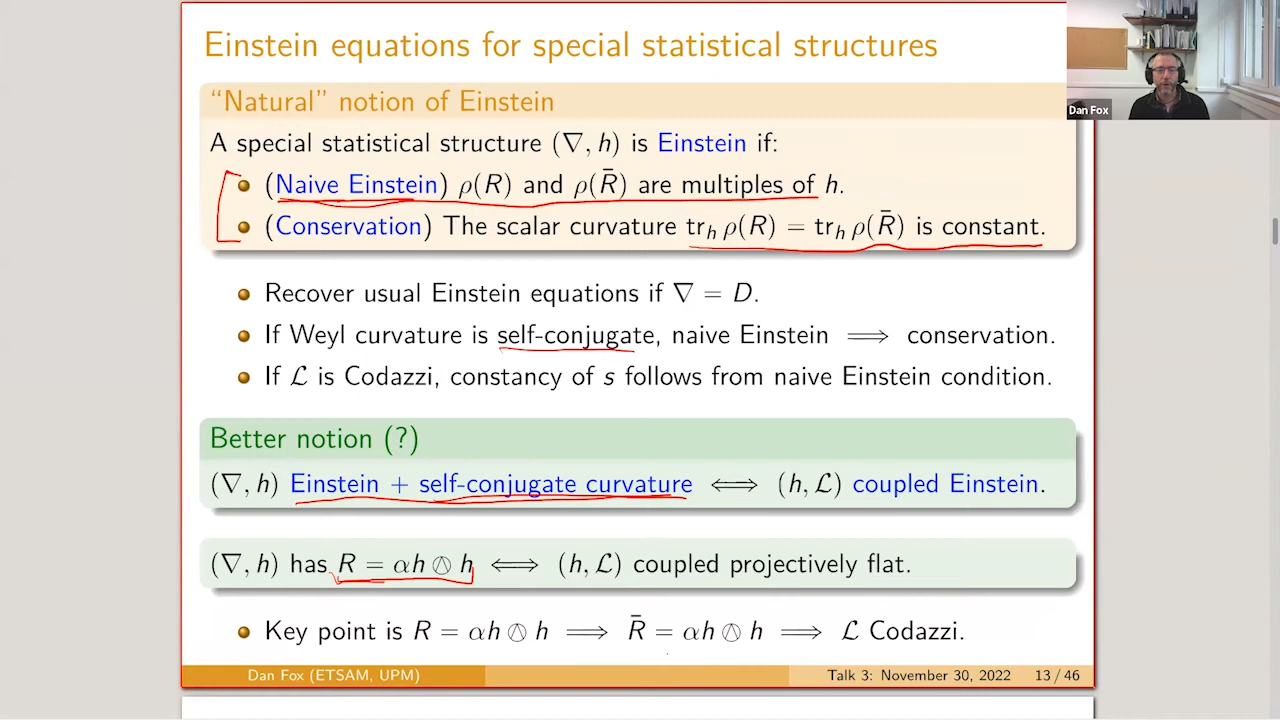 Einstein equations for special statistical structures
“Natural” notion of Einstein
A special statistical structure (∇, h) is Einstein if:
(Naive Einstein) ρ(R) and ρ(R̄) are multiples of h.
(Conservation) The scalar curvature tr_h ρ(R) = tr_h ρ(R̄) is constant.
Recover usual Einstein equations if ∇ = D.
If Weyl curvature is self-conjugate, naive Einstein ⟹ conservation.
If ℒ is Codazzi, constancy of s follows from naive Einstein condition.
Better notion (?)
(∇, h) Einstein + self-conjugate curvature ⟺ (h, ℒ) coupled Einstein.
(∇, h) has R = αh ⊘ h ⟺ (h, ℒ) coupled projectively flat.
Key point is R = αh ⊘ h ⟹ R̄ = αh ⊘ h ⟹ ℒ Codazzi.
Dan Fox (ETSAM, UPM)
Talk 3: November 30, 2022
13 / 46
Dan Fox